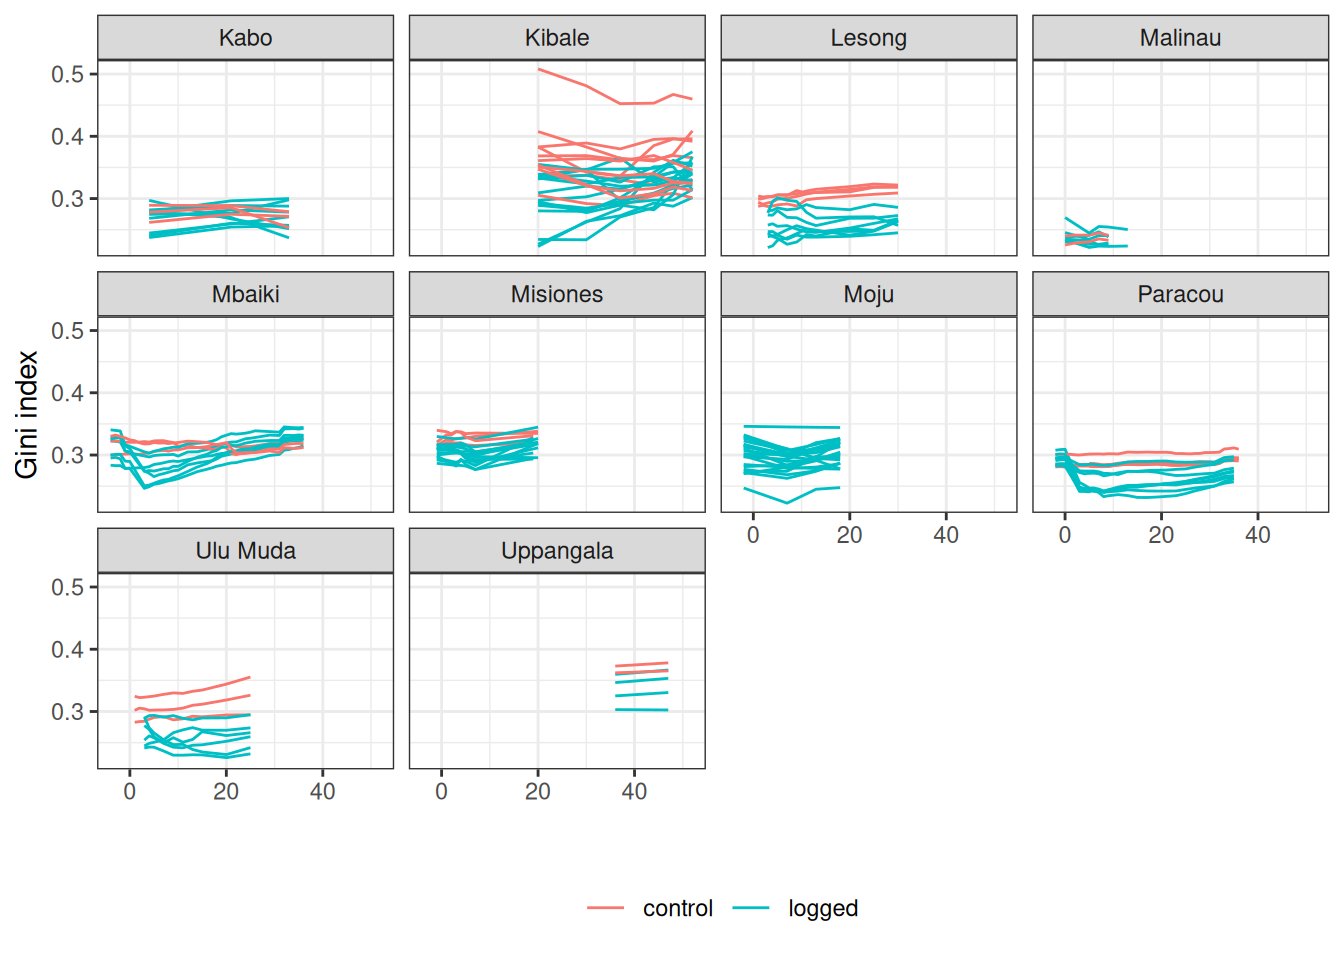 Kabo Kibale Lesong Malinau
0.5
0.4
0.3
Mbaiki Misiones Moju Paracou
0.5
0.4
0.3
0 20 40 0 20 40
Ulu Muda Uppangala
0.5
0.4
0.3
0 20 40 0 20 40
Gini index
control logged